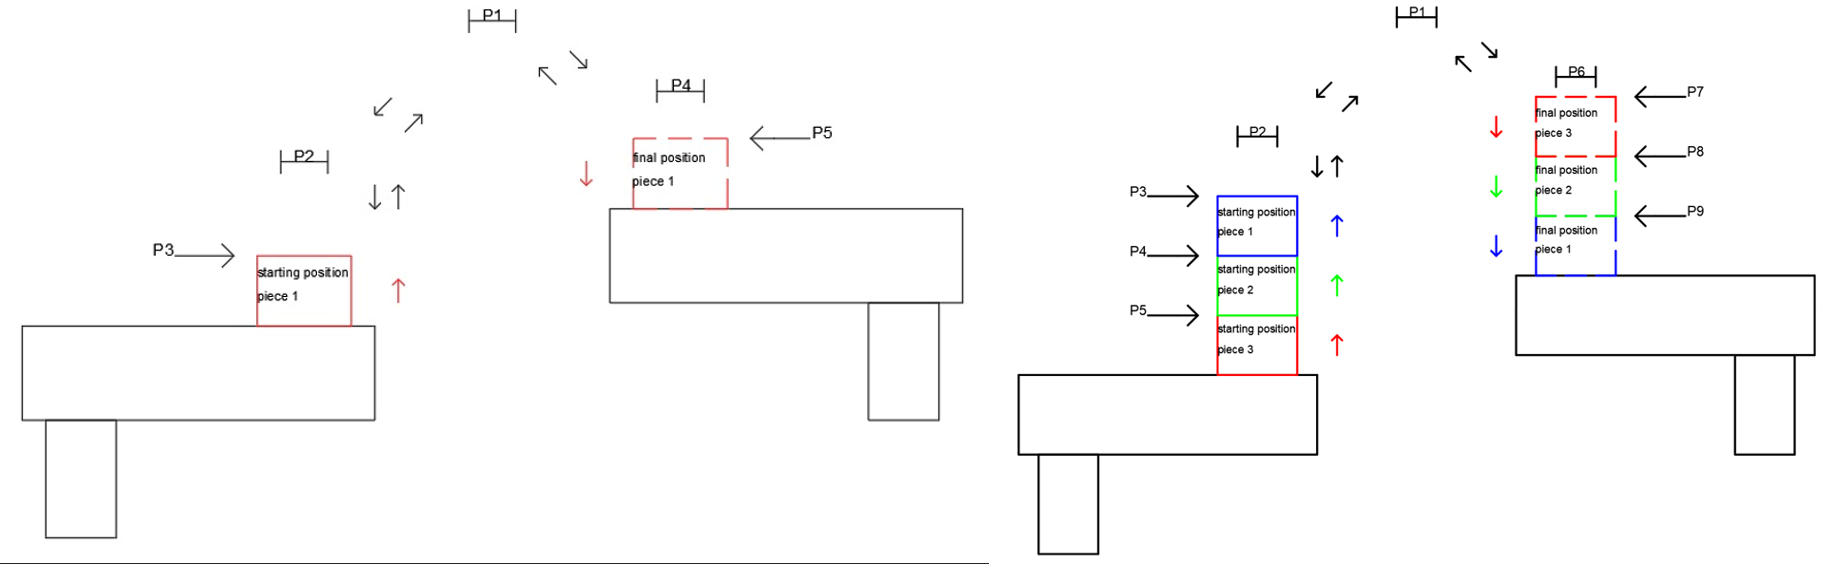 P1
P4
P5
final position
piece 1
P2
P3
starting position
piece 1
P1
P6
P7
final position
piece 3
P8
final position
piece 2
P9
final position
piece 1
P2
P3
starting position
piece 1
P4
starting position
piece 2
P5
starting position
piece 3